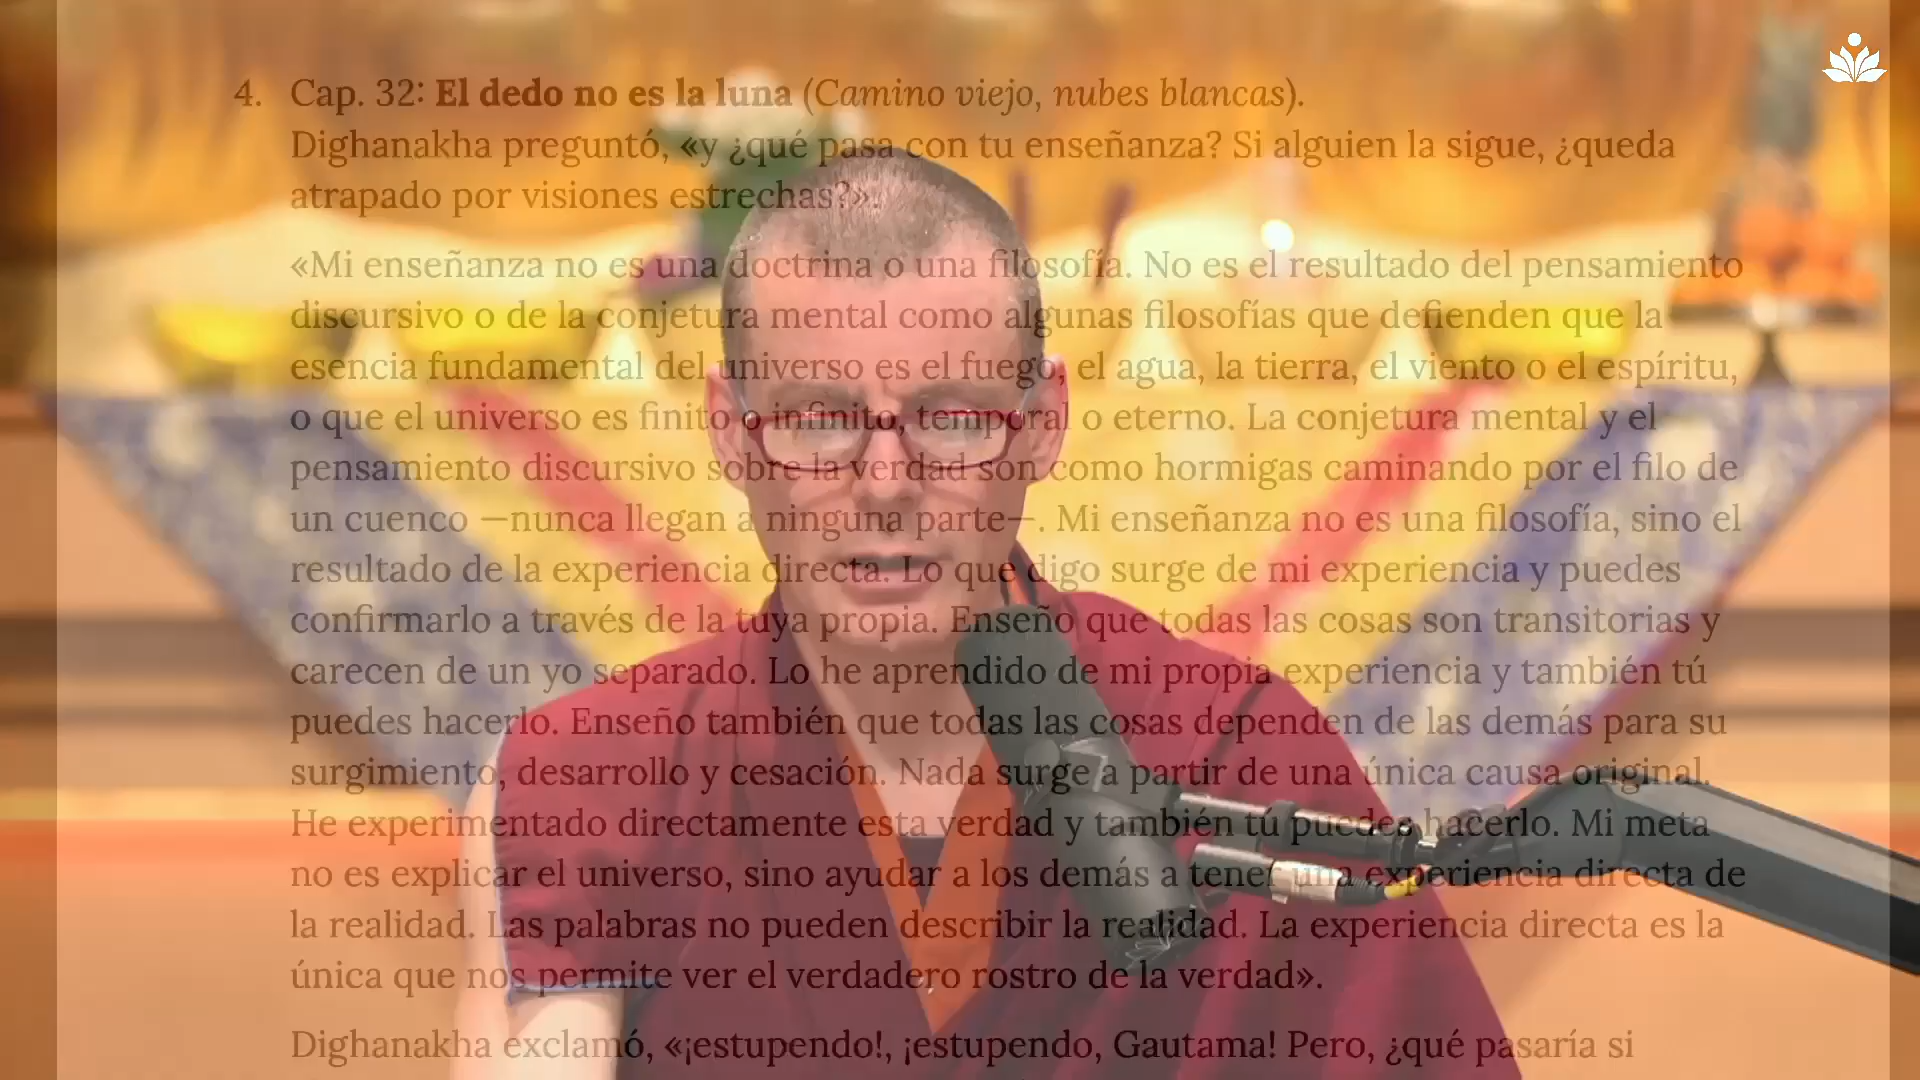 4. Cap. 32: El dedo no es la luna (Camino viejo, nubes blancas).
Dighanakha preguntó, «y ¿qué pasa con tu enseñanza? Si alguien la sigue, ¿queda
atrapado por visiones estrechas?».
«Mi enseñanza no es una doctrina o una filosofía. No es el resultado del pensamiento
discursivo o de la conjetura mental como algunas filosofías que defienden que la
esencia fundamental del universo es el fuego, el agua, la tierra, el viento o el espíritu,
o que el universo es finito o infinito, temporal o eterno. La conjetura mental y el
pensamiento discursivo sobre la verdad son como hormigas caminando por el filo de
un cuenco —nunca llegan a ninguna parte—. Mi enseñanza no es una filosofía, sino el
resultado de la experiencia directa. Lo que digo surge de mi experiencia y puedes
confirmarlo a través de la tuya propia. Enseño que todas las cosas son transitorias y
carecen de un yo separado. Lo he aprendido de mi propia experiencia y también tú
puedes hacerlo. Enseño también que todas las cosas dependen de las demás para su
surgimiento, desarrollo y cesación. Nada surge a partir de una única causa original.
He experimentado directamente esta verdad y también tú puedes hacerlo. Mi meta
no es explicar el universo, sino ayudar a los demás a tener una experiencia directa de
la realidad. Las palabras no pueden describir la realidad. La experiencia directa es la
única que nos permite ver el verdadero rostro de la verdad».
Dighanakha exclamó, «¡estupendo!, ¡estupendo, Gautama! Pero, ¿qué pasaría si